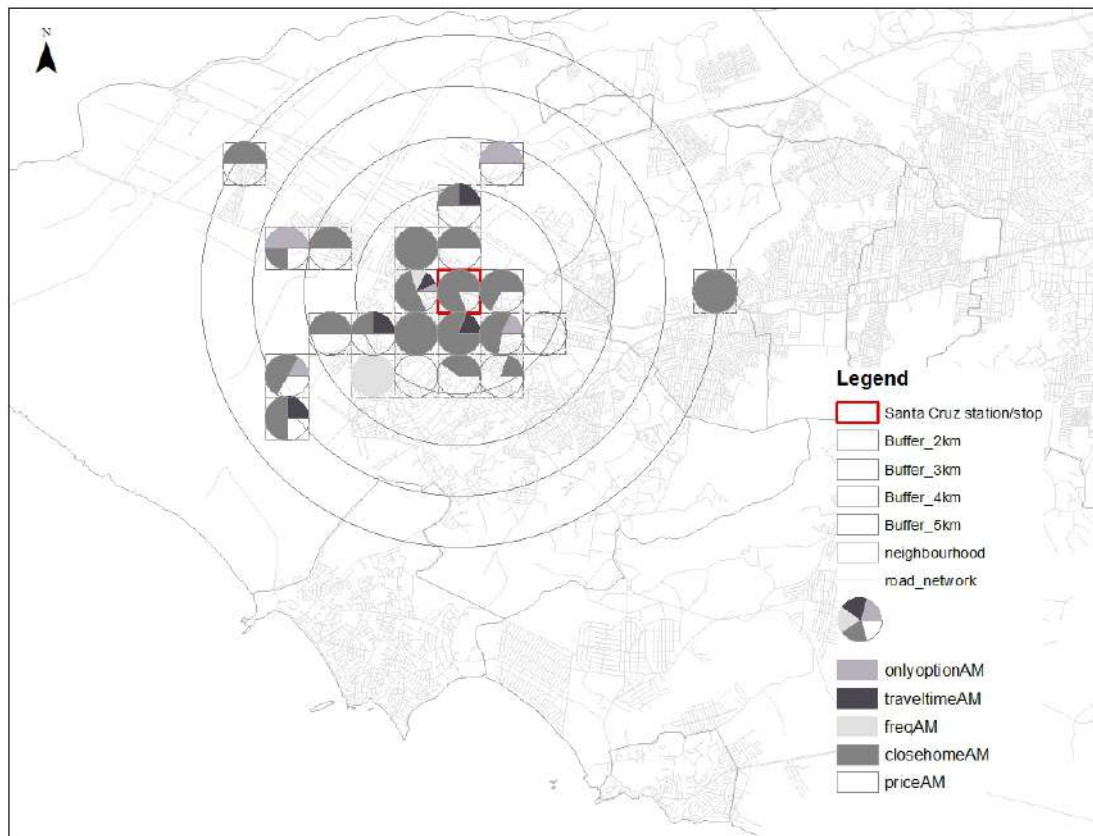 N
Legend
Santa Cruz station/stop
Buffer_2km
Buffer_3km
Buffer_4km
Buffer_5km
neighbourhood
road_network
onlyoptionAM
traveltimeAM
freqAM
closehomeAM
priceAM